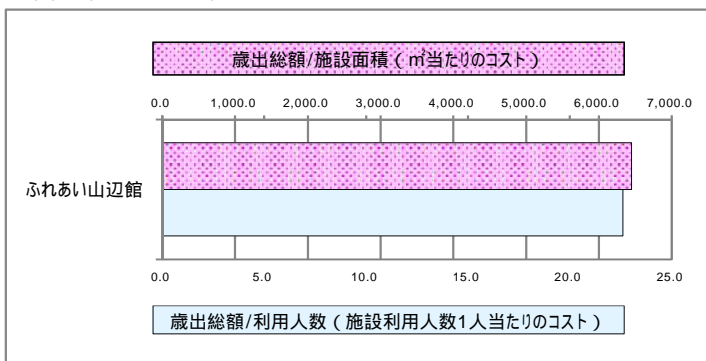 歳出総額/施設面積(㎡当たりのコスト)
0.0 1,000.0 2,000.0 3,000.0 4,000.0 5,000.0 6,000.0 7,000.0
ふれあい山辺館
0.0 5.0 10.0 15.0 20.0 25.0
歳出総額/利用人数(施設利用人数1人当たりのコスト)